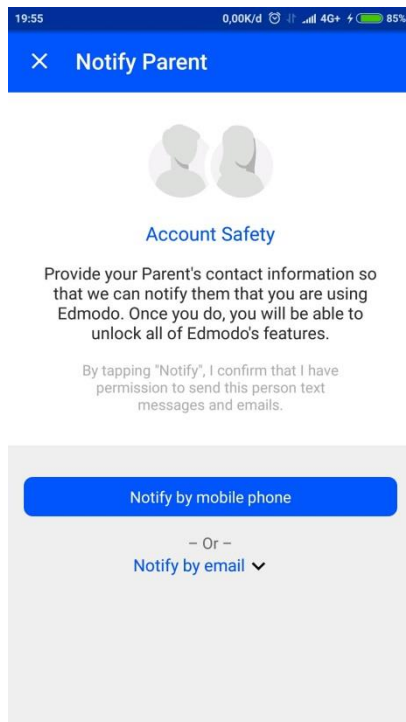 19:55 0,00K/d 4G+ 85%
Notify Parent
Account Safety
Provide your Parent's contact information so
that we can notify them that you are using
Edmodo. Once you do, you will be able to
unlock all of Edmodo's features.
By tapping "Notify", I confirm that I have
permission to send this person text
messages and emails.
Notify by mobile phone
– Or –
Notify by email